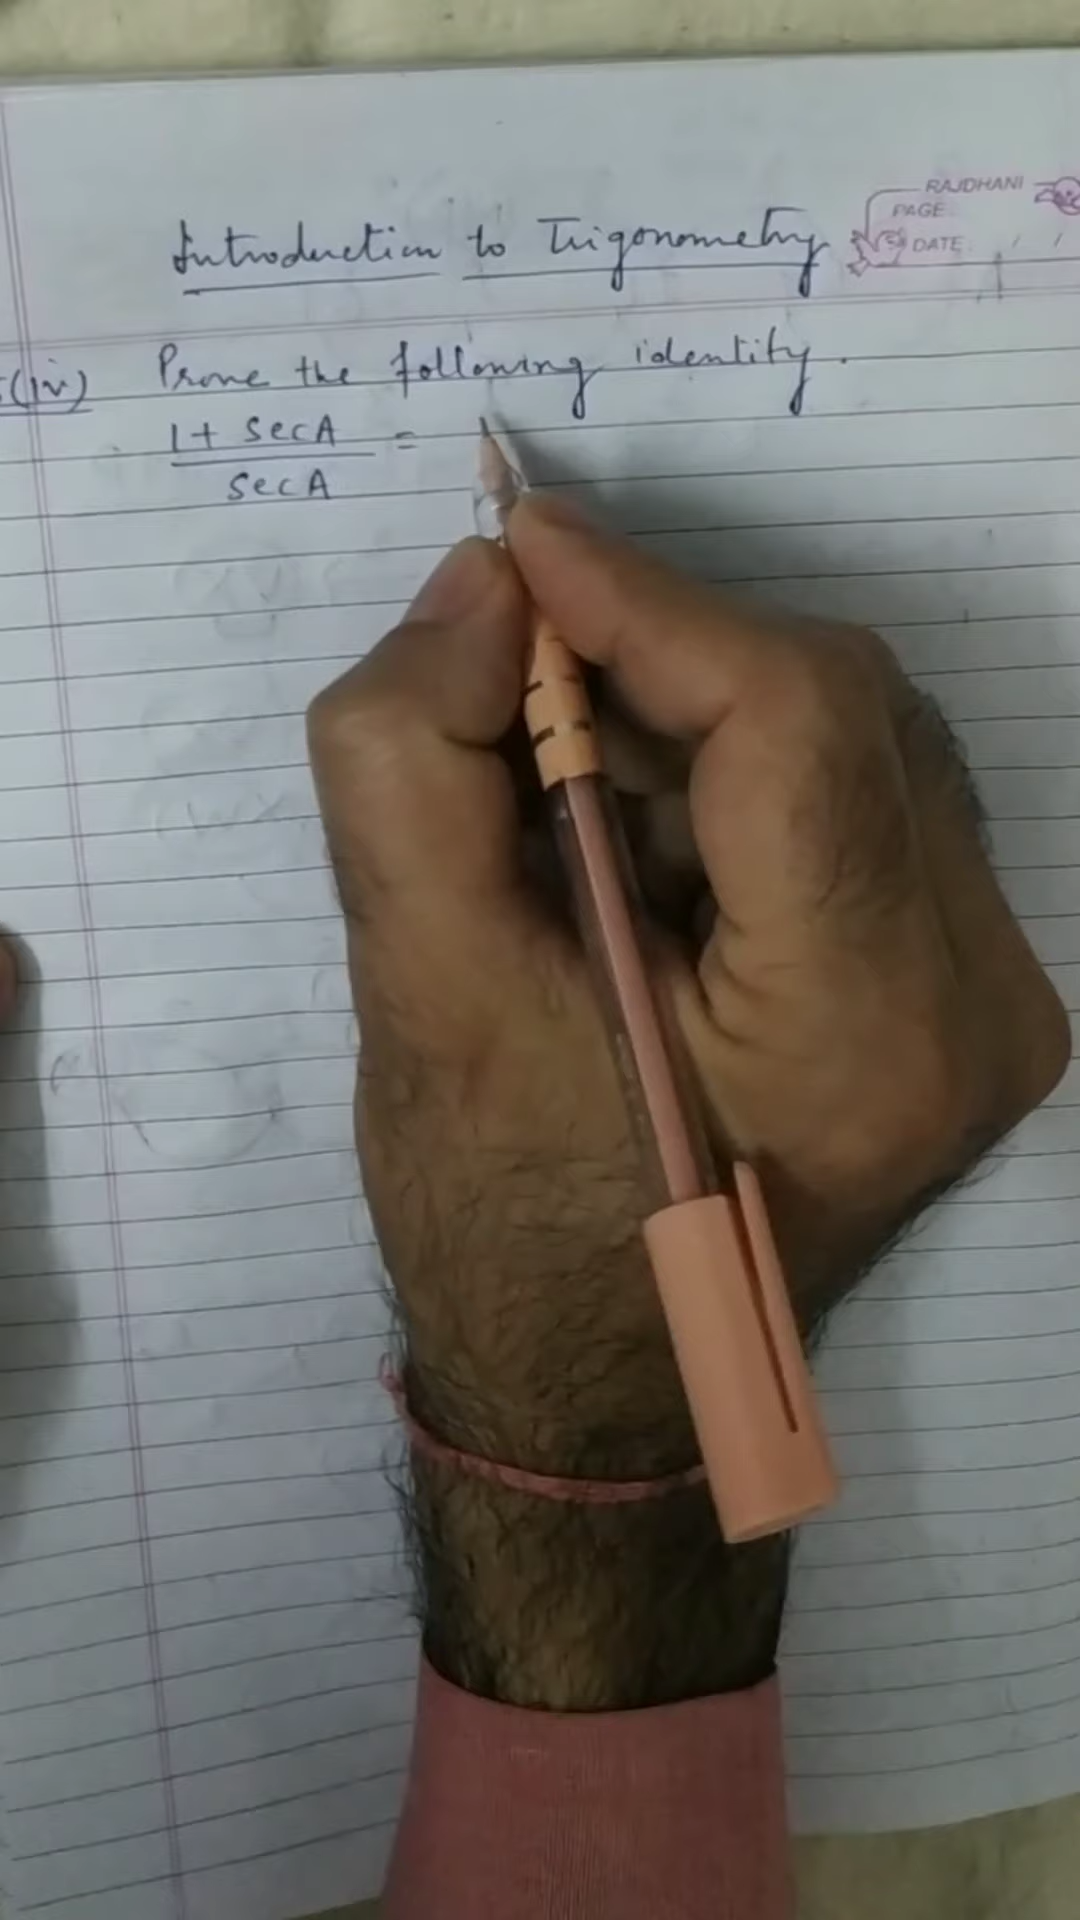 RAJDHANI
PAGE:
DATE: / /
Introduction to Trigonometry
(iv) Prove the following identity.
1+ secA =
secA